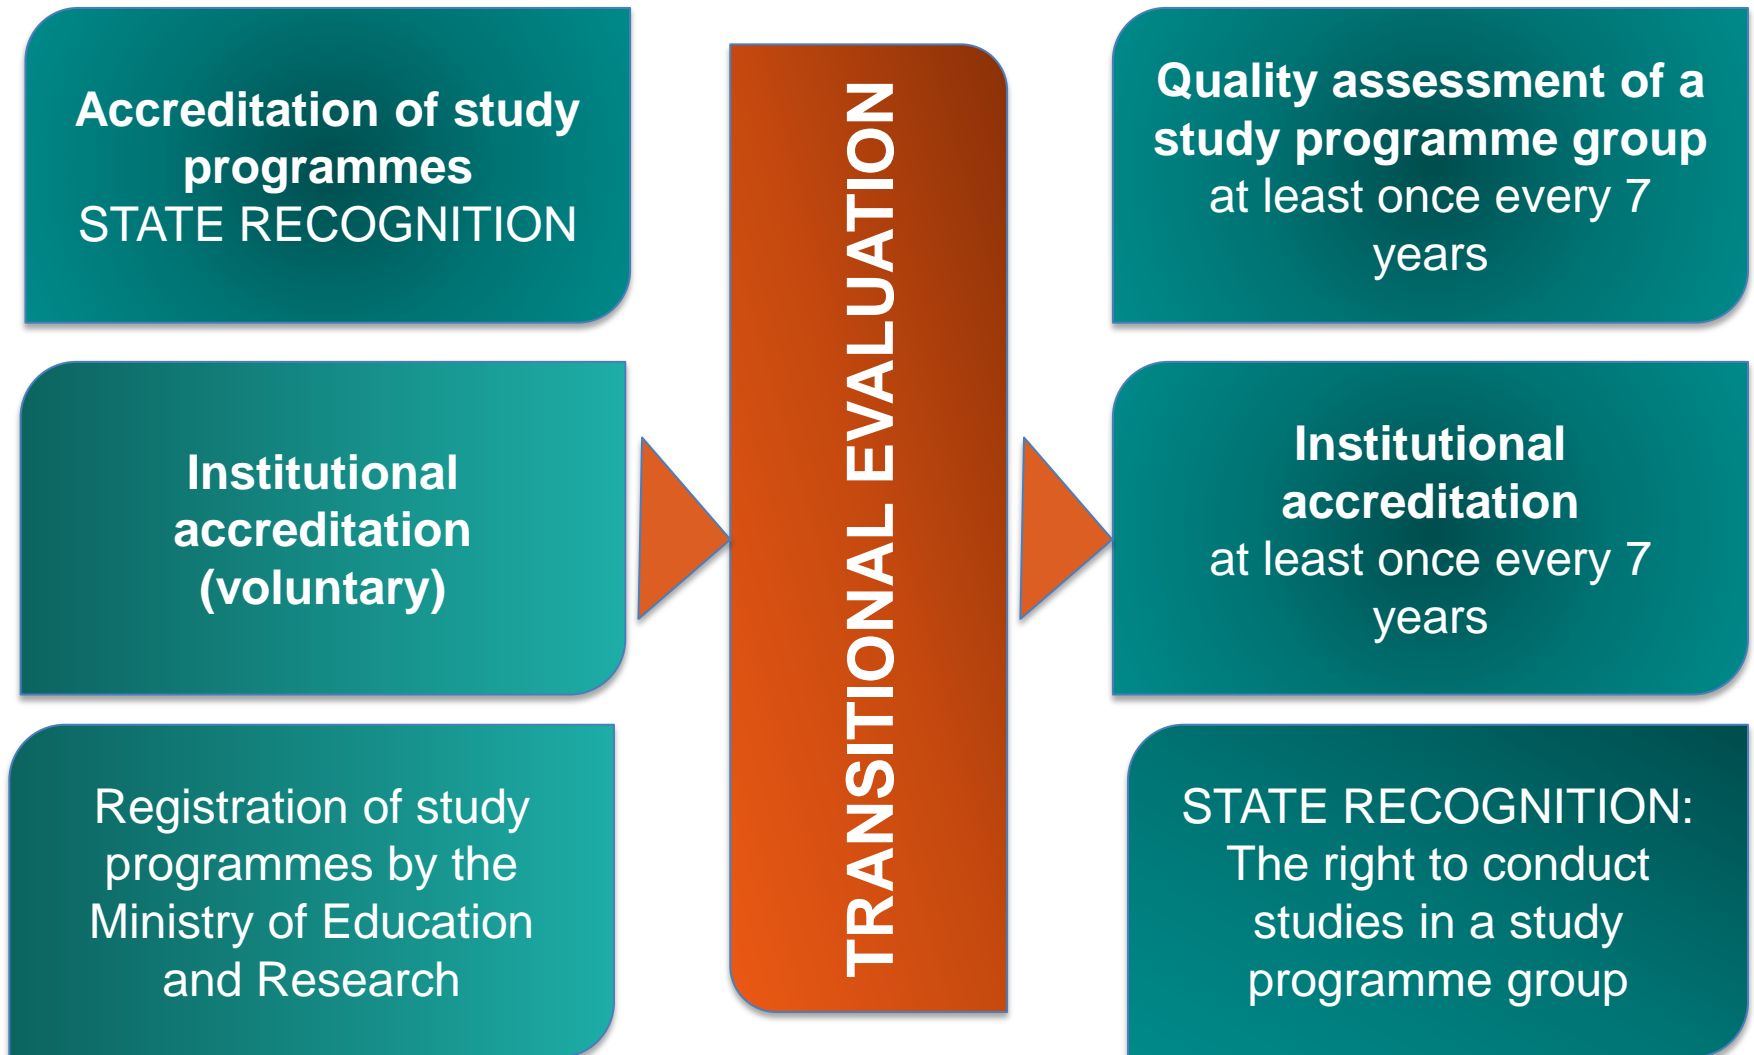 Accreditation of study
programmes
STATE RECOGNITION
Institutional
accreditation
(voluntary)
Registration of study
programmes by the
Ministry of Education
and Research
TRANSITIONAL EVALUATION
Quality assessment of a
study programme group
at least once every 7
years
Institutional
accreditation
at least once every 7
years
STATE RECOGNITION:
The right to conduct
studies in a study
programme group